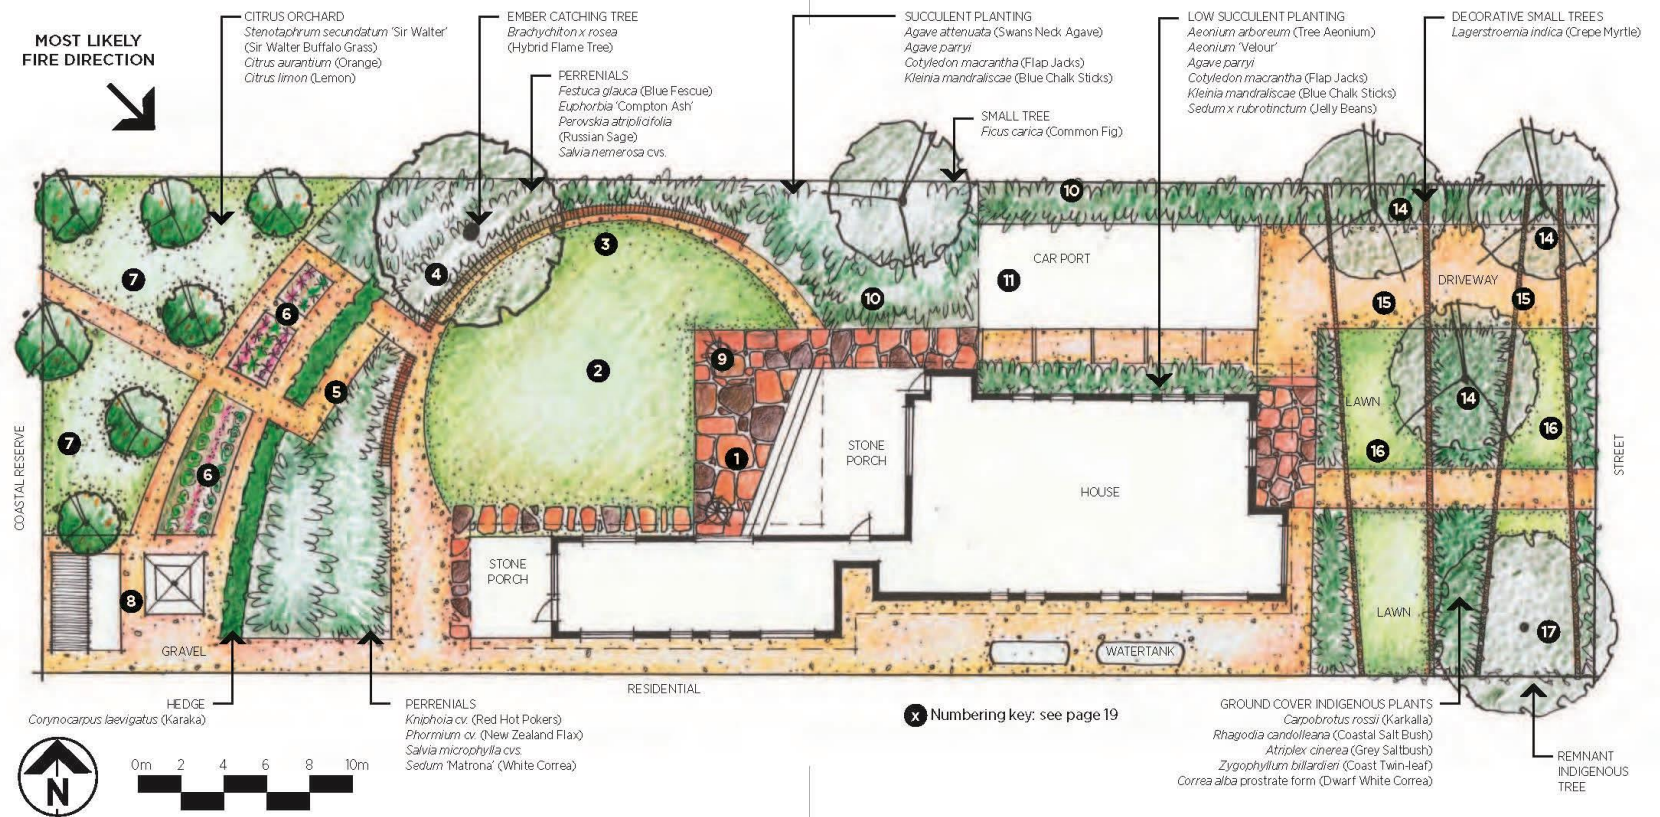 MOST LIKELY
FIRE DIRECTION
CITRUS ORCHARD
Stenotaphrum secundatum 'Sir Walter'
(Sir Walter Buffalo Grass)
Citrus aurantium (Orange)
Citrus limon (Lemon)
EMBER CATCHING TREE
Brachychiton x rosea
(Hybrid Flame Tree)
PERRENIALS
Festuca glauca (Blue Fescue)
Euphorbia 'Compton Ash'
Perovskia atriplicifolia
(Russian Sage)
Salvia nemerosa cvs.
SUCCULENT PLANTING
Agave attenuata (Swans Neck Agave)
Agave parryi
Cotyledon macrantha (Flap Jacks)
Kleinia mandraliscae (Blue Chalk Sticks)
SMALL TREE
Ficus carica (Common Fig)
LOW SUCCULENT PLANTING
Aeonium arboreum (Tree Aeonium)
Aeonium 'Velour'
Agave parryi
Cotyledon macrantha (Flap Jacks)
Kleinia mandraliscae (Blue Chalk Sticks)
Sedum x rubrotinctum (Jelly Beans)
DECORATIVE SMALL TREES
Lagerstroemia indica (Crepe Myrtle)
10
14
14
3
4
7
6
10
11
CAR PORT
DRIVEWAY
15
15
2
9
5
LAWN
14
16
16
7
6
1
STONE
PORCH
HOUSE
COASTAL RESERVE
STREET
STONE
PORCH
8
GRAVEL
LAWN
17
WATERTANK
RESIDENTIAL
HEDGE
Corynocarpus laevigatus (Karaka)
PERRENIALS
Kniphoia cv. (Red Hot Pokers)
Phormium cv. (New Zealand Flax)
Salvia microphylla cvs.
Sedum 'Matrona' (White Correa)
x Numbering key: see page 19
GROUND COVER INDIGENOUS PLANTS
Carpobrotus rossii (Karkalla)
Rhagodia candolleana (Coastal Salt Bush)
Atriplex cinerea (Grey Saltbush)
Zygophyllum billardieri (Coast Twin-leaf)
Correa alba prostrate form (Dwarf White Correa)
REMNANT
INDIGENOUS
TREE
N
0m 2 4 6 8 10m